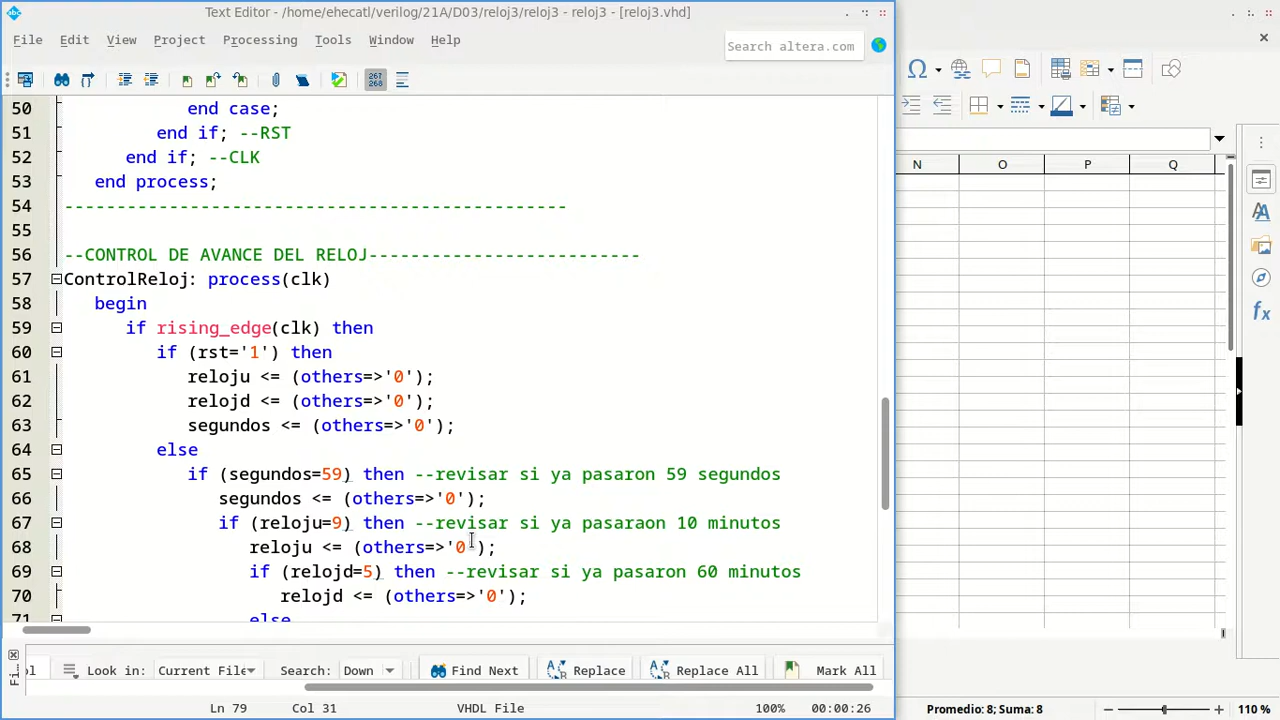 Text Editor - /home/ehecatl/verilog/21A/D03/reloj3/reloj3 - reloj3 - [reloj3.vhd]
File Edit View Project Processing Tools Window Help
Search altera.com
267
268
50 end case;
51 end if; --RST
52 end if; --CLK
53 end process;
54 ------------------------------------------------
55
56 --CONTROL DE AVANCE DEL RELOJ--------------------------
57 ControlReloj: process(clk)
58 begin
59 if rising_edge(clk) then
60 if (rst='1') then
61 reloju <= (others=>'0');
62 relojd <= (others=>'0');
63 segundos <= (others=>'0');
64 else
65 if (segundos=59) then --revisar si ya pasaron 59 segundos
66 segundos <= (others=>'0');
67 if (reloju=9) then --revisar si ya pasaraon 10 minutos
68 reloju <= (others=>'0');
69 if (relojd=5) then --revisar si ya pasaron 60 minutos
70 relojd <= (others=>'0');
71 else
Look in: Current File Search: Down Find Next Replace Replace All Mark All
Ln 79 Col 31 VHDL File 100% 00:00:26
N O P Q
Promedio: 8; Suma: 8 110 %